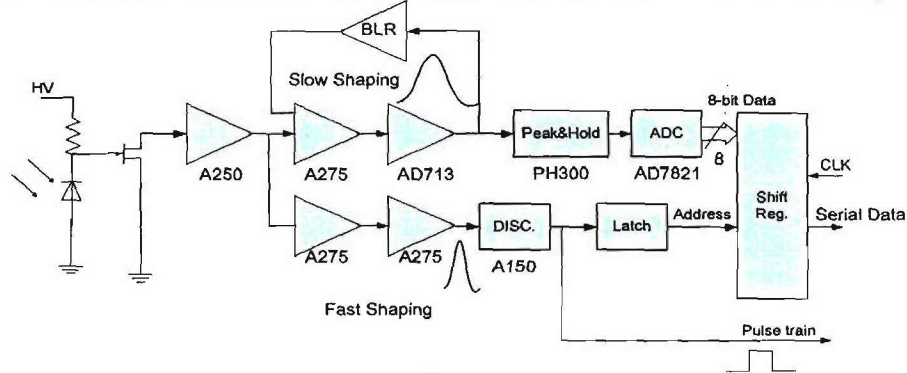 BLR
Slow Shaping
HV
8-bit Data
Peak&Hold
ADC
8
A250
A275
AD713
PH300
AD7821
CLK
Shift
Reg.
Serial Data
DISC.
Latch
Address
A275
A275
A150
Fast Shaping
Pulse train